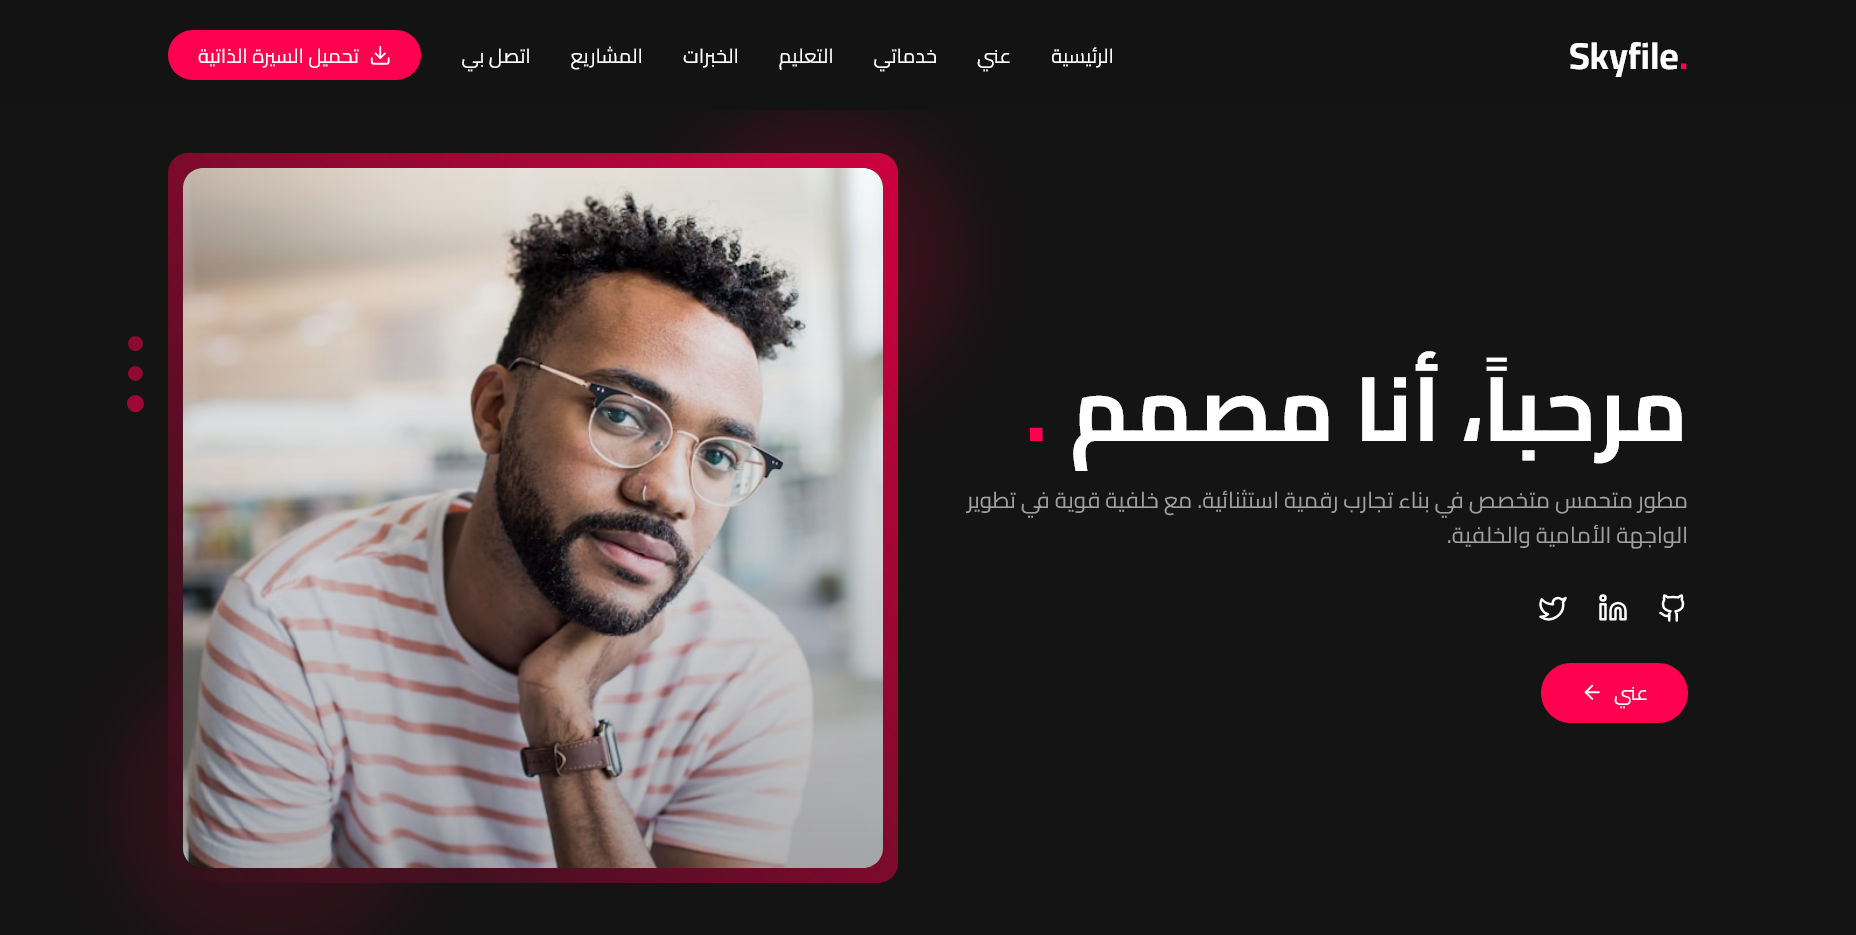 Skyfile.
الرئيسية
عني
خدماتي
التعليم
الخبرات
المشاريع
اتصل بي
تحميل السيرة الذاتية
مرحباً، أنا مصمم .
مطور متحمس متخصص في بناء تجارب رقمية استثنائية. مع خلفية قوية في تطوير
الواجهة الأمامية والخلفية.
عني